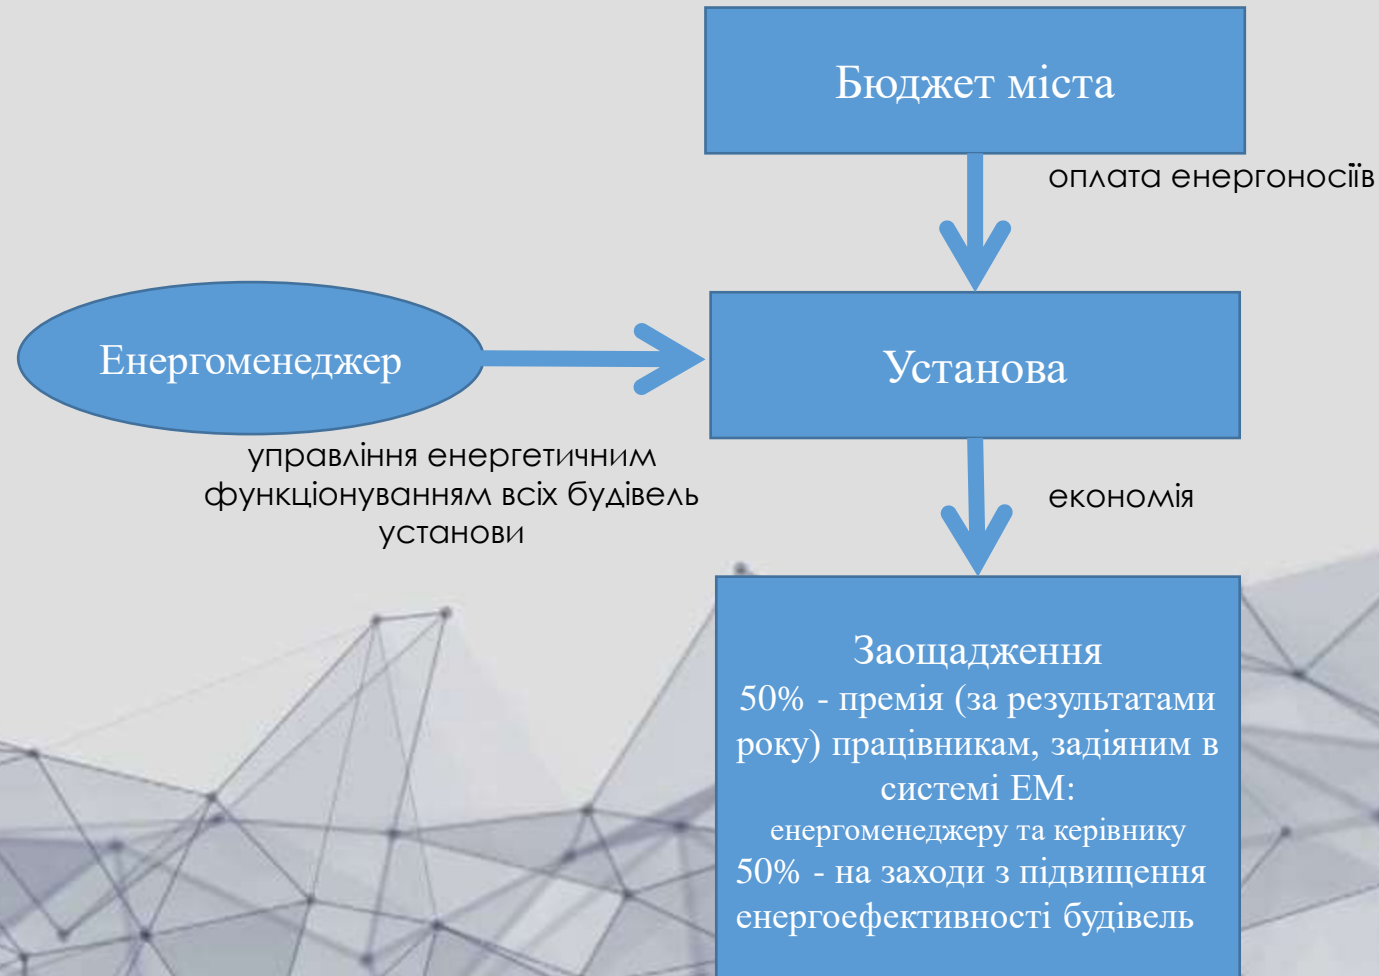 Бюджет міста
оплата енергоносіїв
Енергоменеджер
Установа
управління енергетичним
функціонуванням всіх будівель
установи
економія
Заощадження
50% - премія (за результатами
року) працівникам, задіяним в
системі ЕМ:
енергоменеджеру та керівнику
50% - на заходи з підвищення
енергоефективності будівель